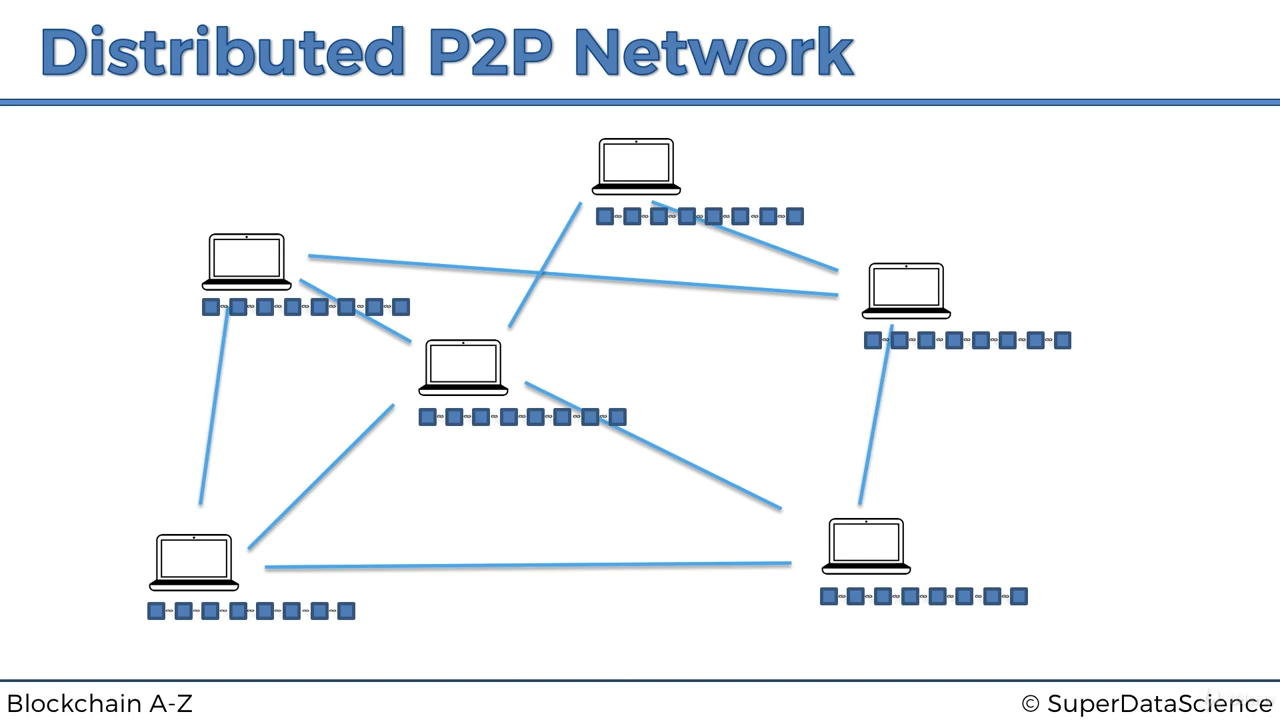 Distributed P2P Network
Blockchain A-Z
© SuperDataScience